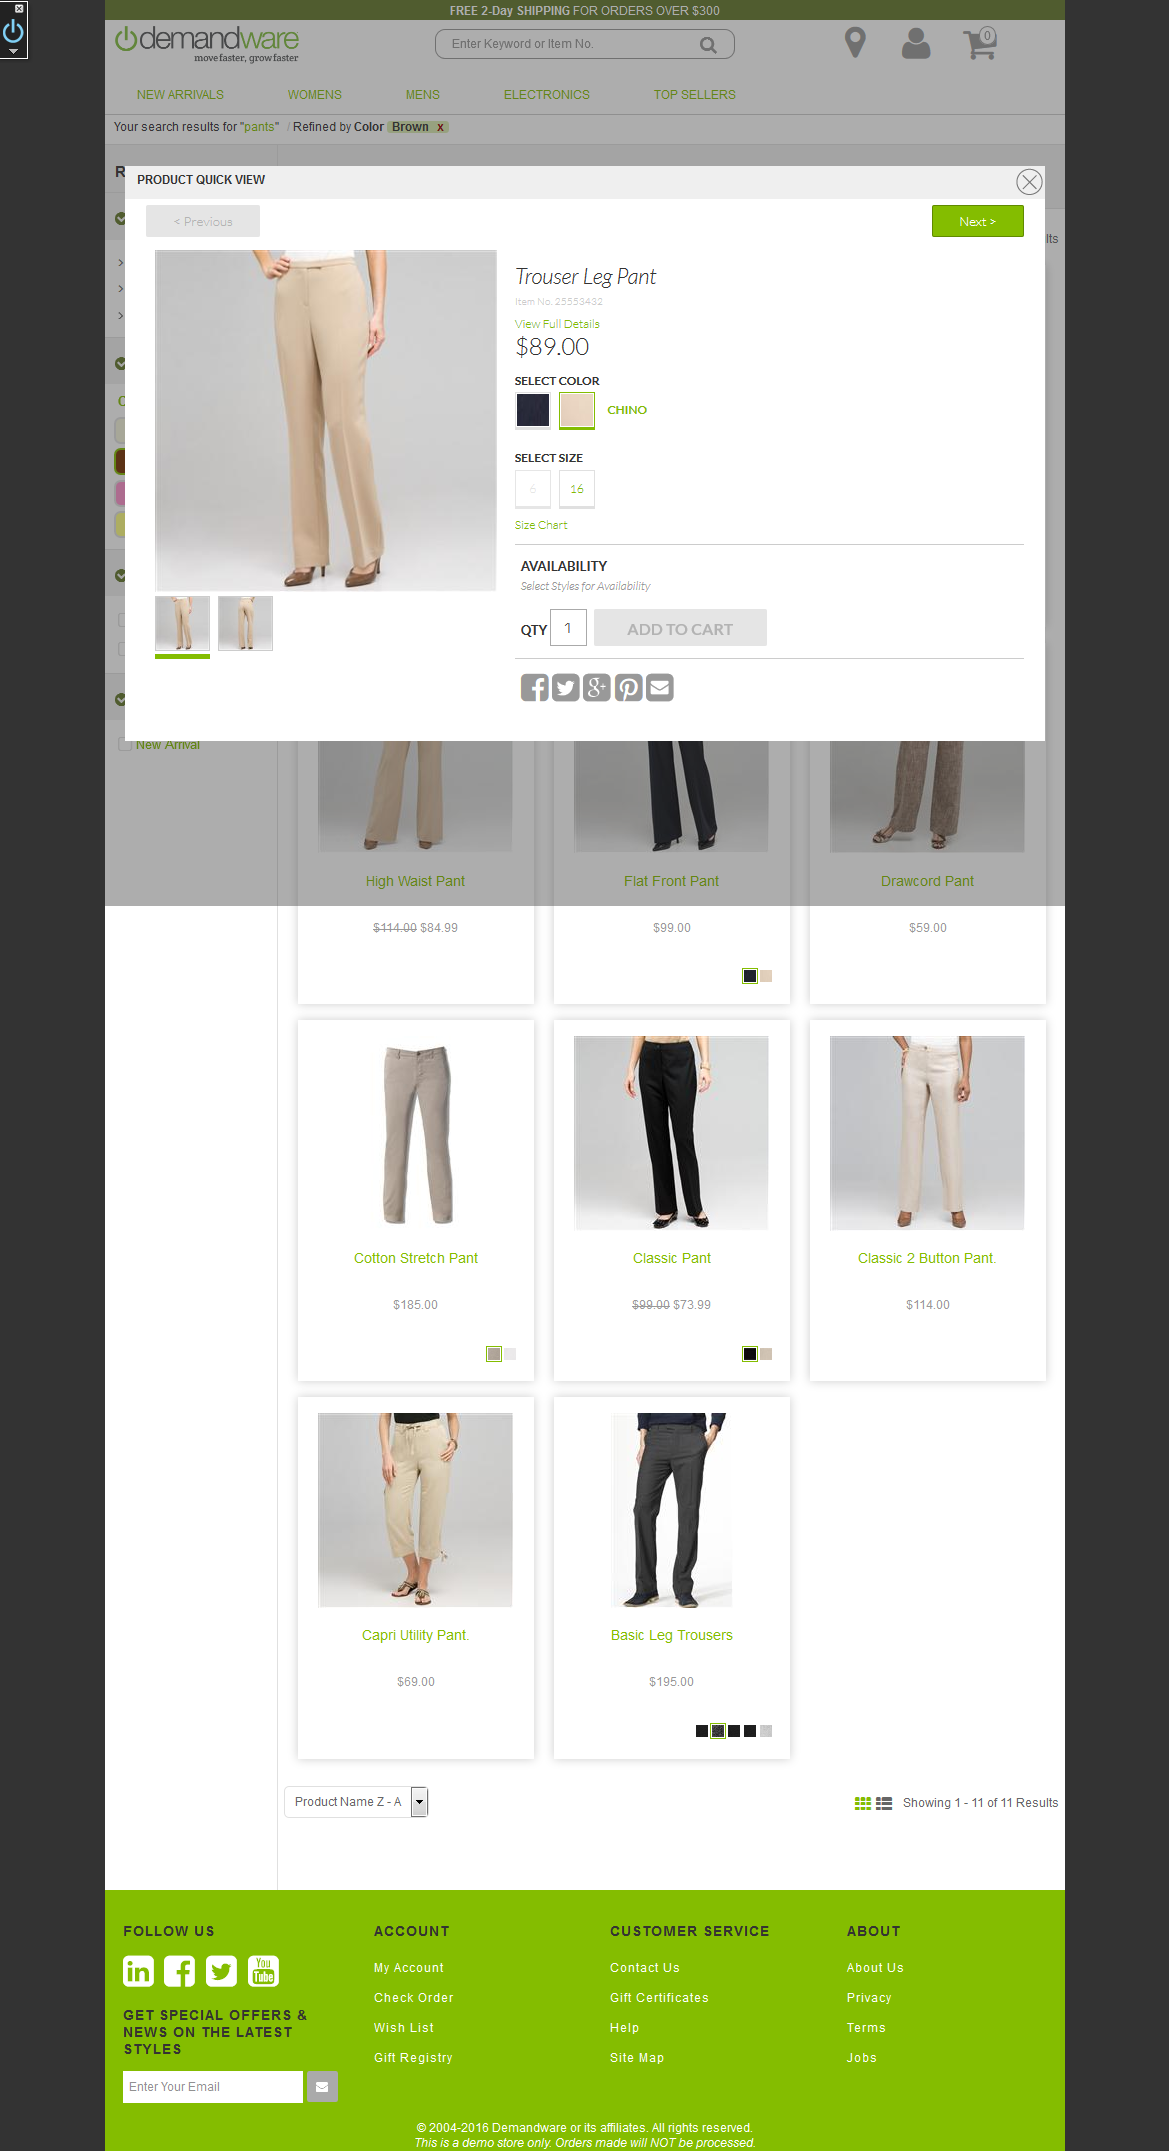 FREE 2-Day SHIPPING FOR ORDERS OVER $300
demandware
move faster, grow faster
Enter Keyword or Item No.
0
NEW ARRIVALS WOMENS MENS ELECTRONICS TOP SELLERS
Your search results for "pants" / Refined by Color Brown x
R
PRODUCT QUICK VIEW
< Previous
Next >
lts
Trouser Leg Pant
Item No. 25553432
View Full Details
$89.00
SELECT COLOR
CHINO
SELECT SIZE
6 16
Size Chart
AVAILABILITY
Select Styles for Availability
QTY 1 ADD TO CART
New Arrival
High Waist Pant
Flat Front Pant
Drawcord Pant
$114.00 $84.99
$99.00
$59.00
Cotton Stretch Pant
Classic Pant
Classic 2 Button Pant.
$185.00
$99.00 $73.99
$114.00
Capri Utility Pant.
Basic Leg Trousers
$69.00
$195.00
Product Name Z - A
Showing 1 - 11 of 11 Results
FOLLOW US
in
You Tube
GET SPECIAL OFFERS &
NEWS ON THE LATEST
STYLES
Enter Your Email
ACCOUNT
My Account
Check Order
Wish List
Gift Registry
CUSTOMER SERVICE
Contact Us
Gift Certificates
Help
Site Map
ABOUT
About Us
Privacy
Terms
Jobs
© 2004-2016 Demandware or its affiliates. All rights reserved.
This is a demo store only. Orders made will NOT be processed.